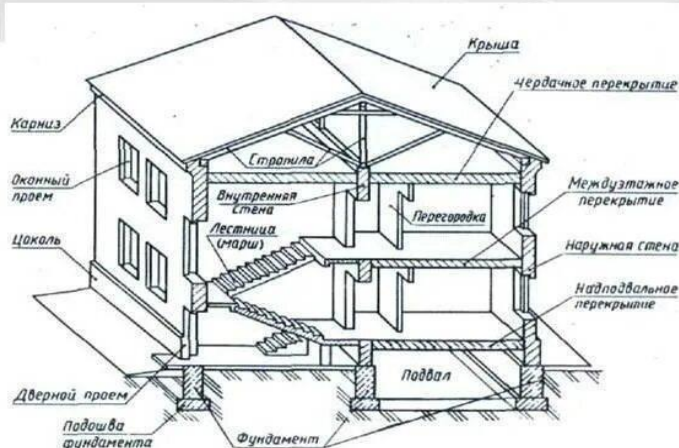 Крыша
Чердачное перекрытие
Карниз
Стропила
Оконный
проем
Внутренняя
стена
Междуэтажное
перекрытие
Перегородка
Лестница
(марш)
Цоколь
Наружная стена
Надподвальное
перекрытие
Дверной проем
Подвал
Подошва
фундамента
Фундамент